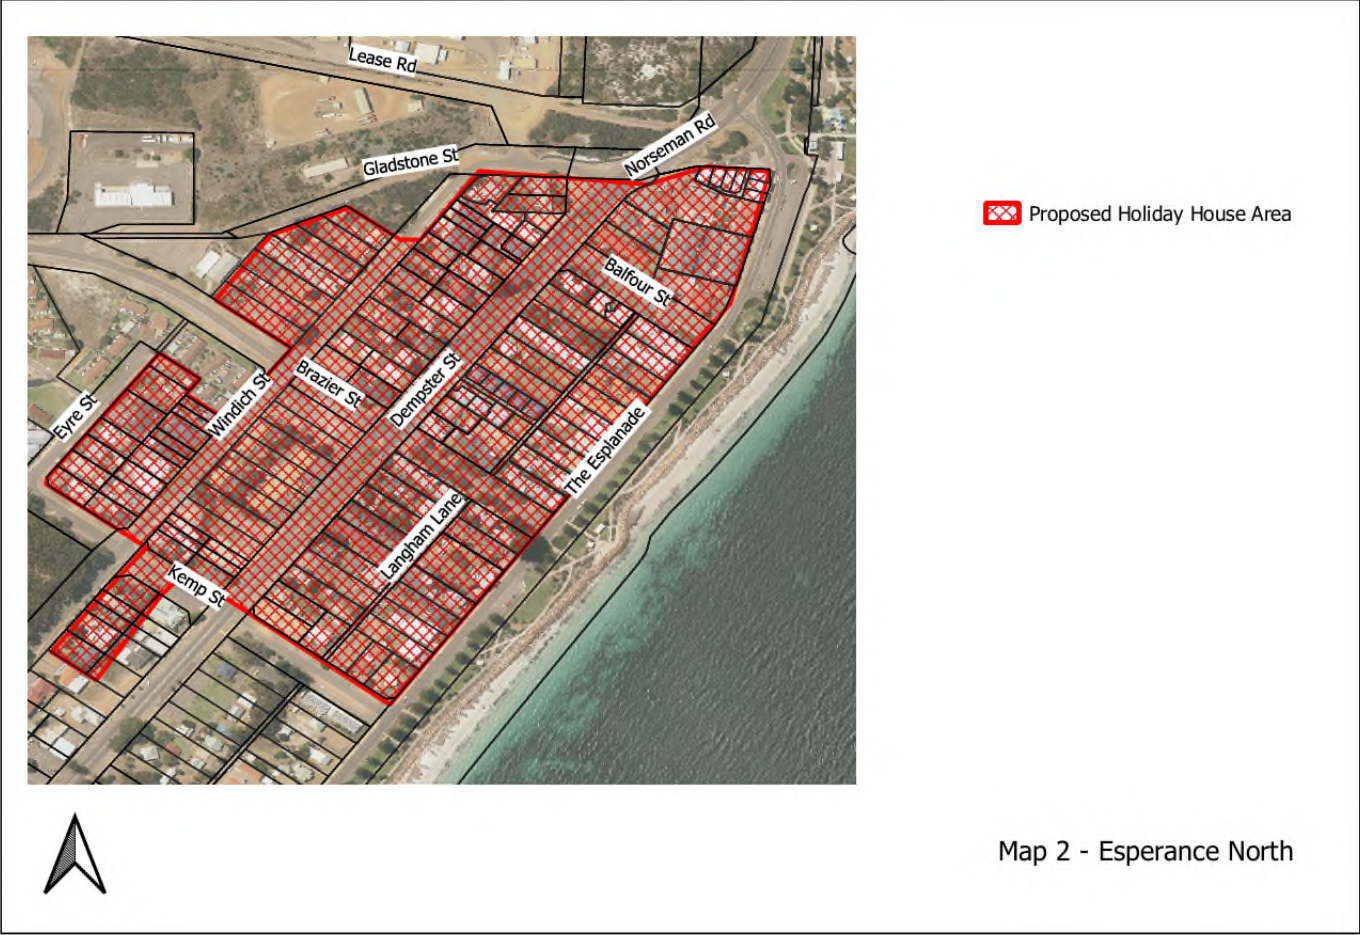 Lease Rd
Norseman Rd
Gladstone St
Proposed Holiday House Area
Balfour St
Brazier St
Dempster St
Windich St
Eyre St
The Esplanade
Langham Lane
Kemp St
Map 2 - Esperance North